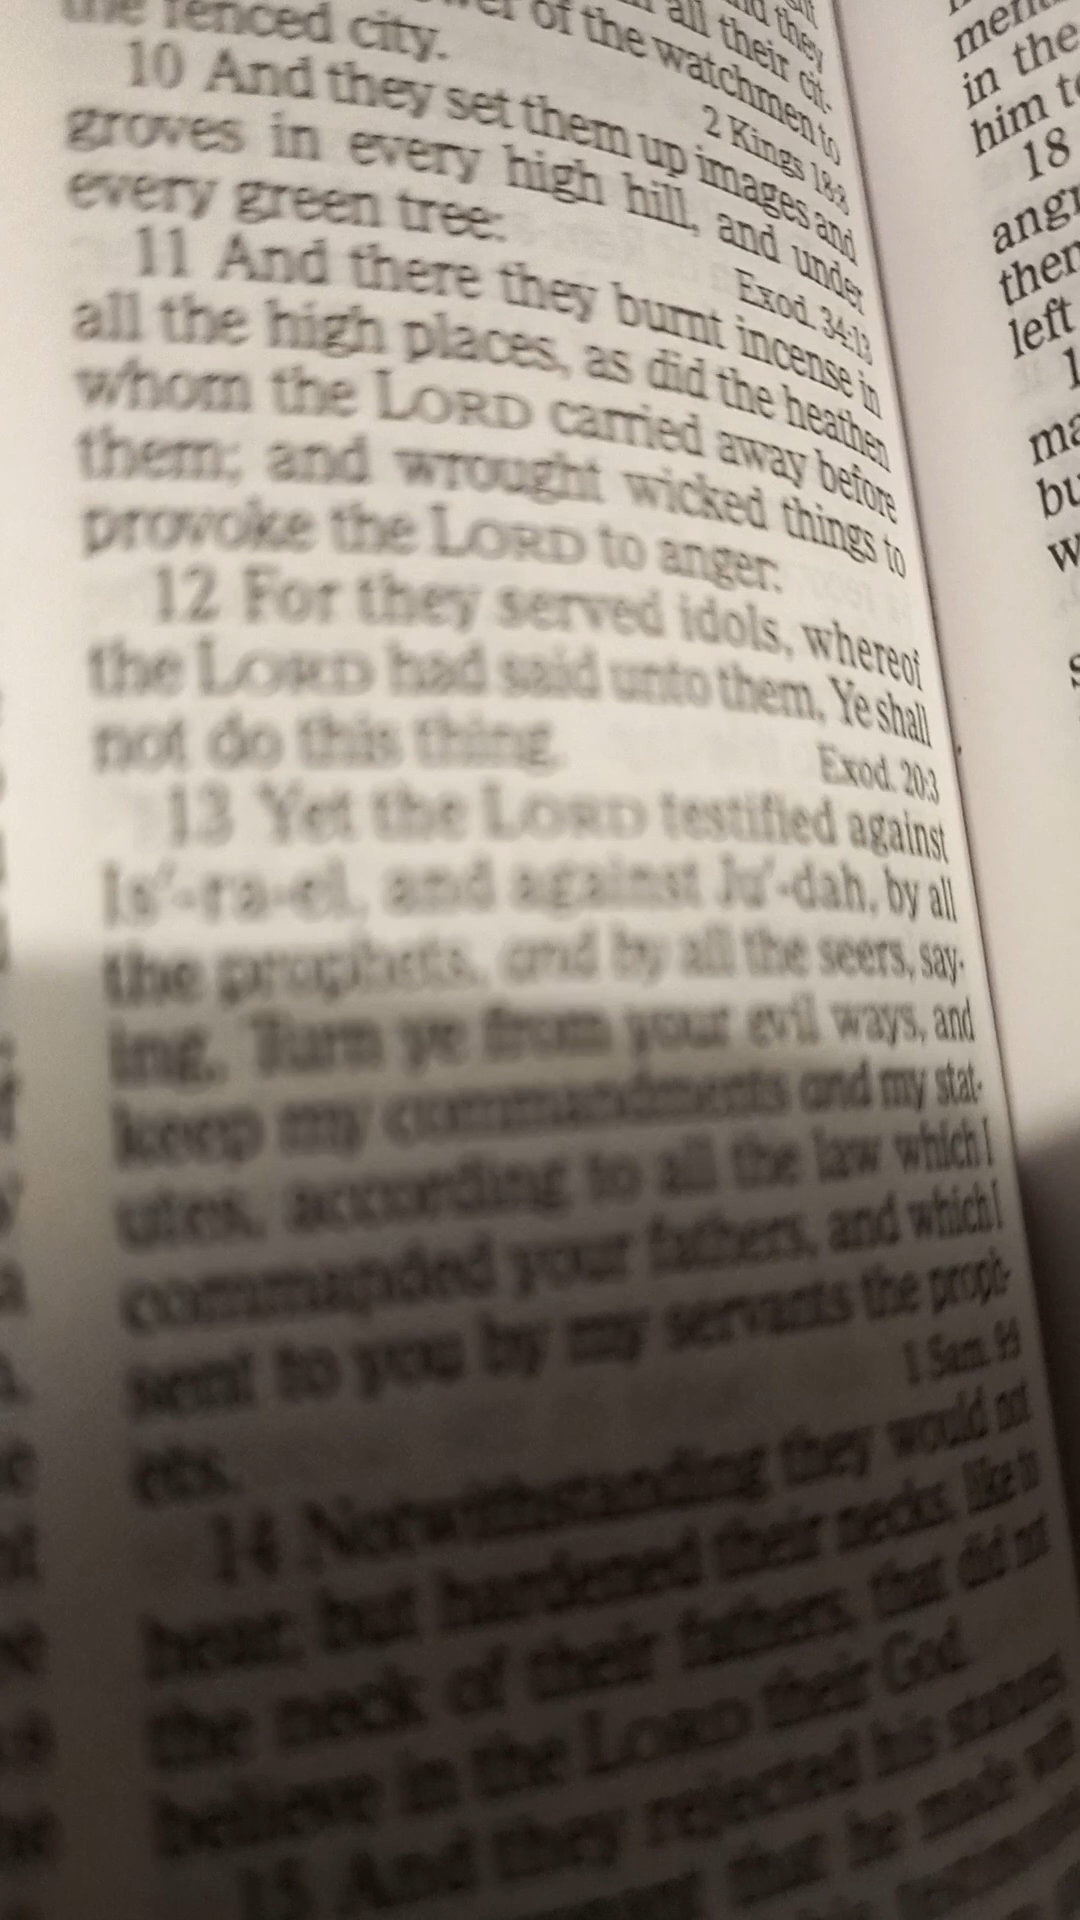 all their cit-
of the watchmen to
the fenced city.
2 Kings 18:8
10 And they set them up images and
groves in every high hill, and under
every green tree:
Exod. 34:13
11 And there they burnt incense in
all the high places, as did the heathen
whom the LORD carried away before
them; and wrought wicked things to
provoke the LORD to anger:
12 For they served idols, whereof
the LORD had said unto them, Ye shall
not do this thing.
Exod. 20:3
13 Yet the LORD testified against
Is'-ra-el, and against Ju'-dah, by all
the prophets, and by all the seers, say-
ing, Turn ye from your evil ways, and
keep my commandments and my stat-
utes, according to all the law which I
commanded your fathers, and which I
sent to you by my servants the proph-
1 Sam. 9:9
ets.
14 Notwithstanding they would not
hear, but hardened their necks, like to
the neck of their fathers, that did not
believe in the LORD their God.
15 And they rejected his statutes
that he made with
in the
him
18
left